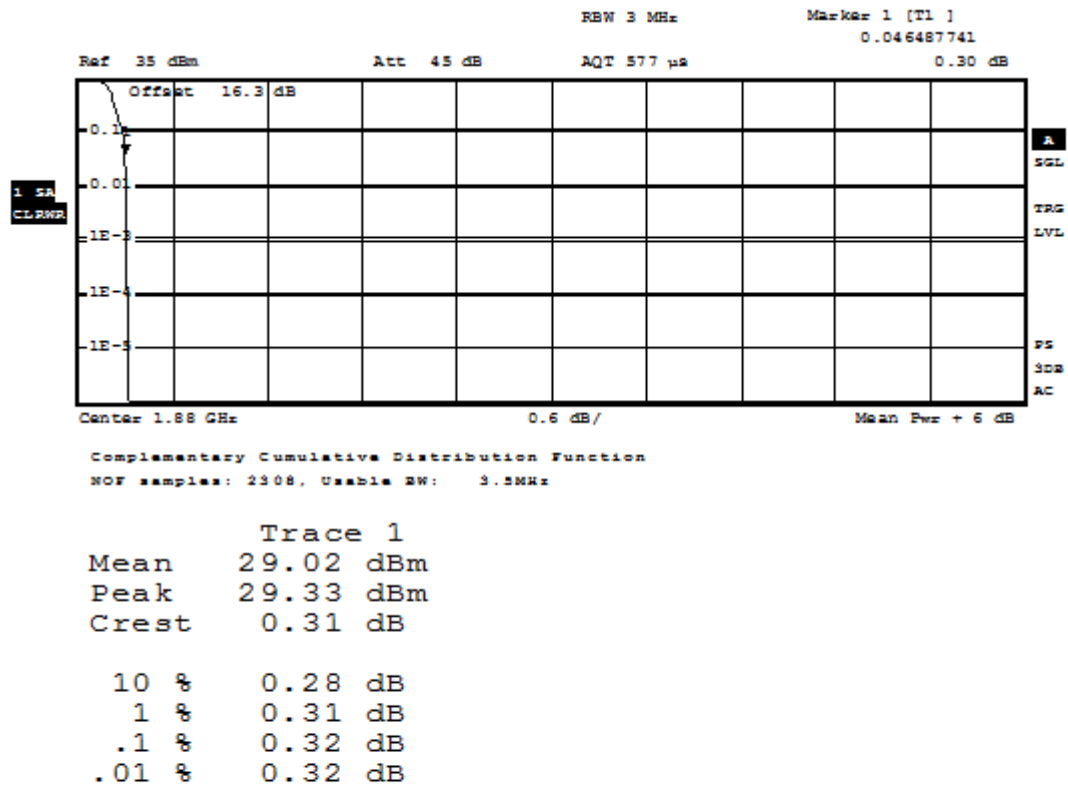 RBW 3 MHz Marker 1 [T1 ]
0.046487741
Ref 35 dBm Att 45 dB AQT 577 µs 0.30 dB
Offset 16.3 dB
0.1
A
SGL
1 SA
CLRWR
0.01
TRG
LVL
1E-3
1E-4
1E-5
PS
3DB
AC
Center 1.88 GHz 0.6 dB/ Mean Pwr + 6 dB
Complementary Cumulative Distribution Function
NOF samples: 2308, Usable BW: 3.5MHz
Trace 1
Mean 29.02 dBm
Peak 29.33 dBm
Crest 0.31 dB
10 % 0.28 dB
1 % 0.31 dB
.1 % 0.32 dB
.01 % 0.32 dB